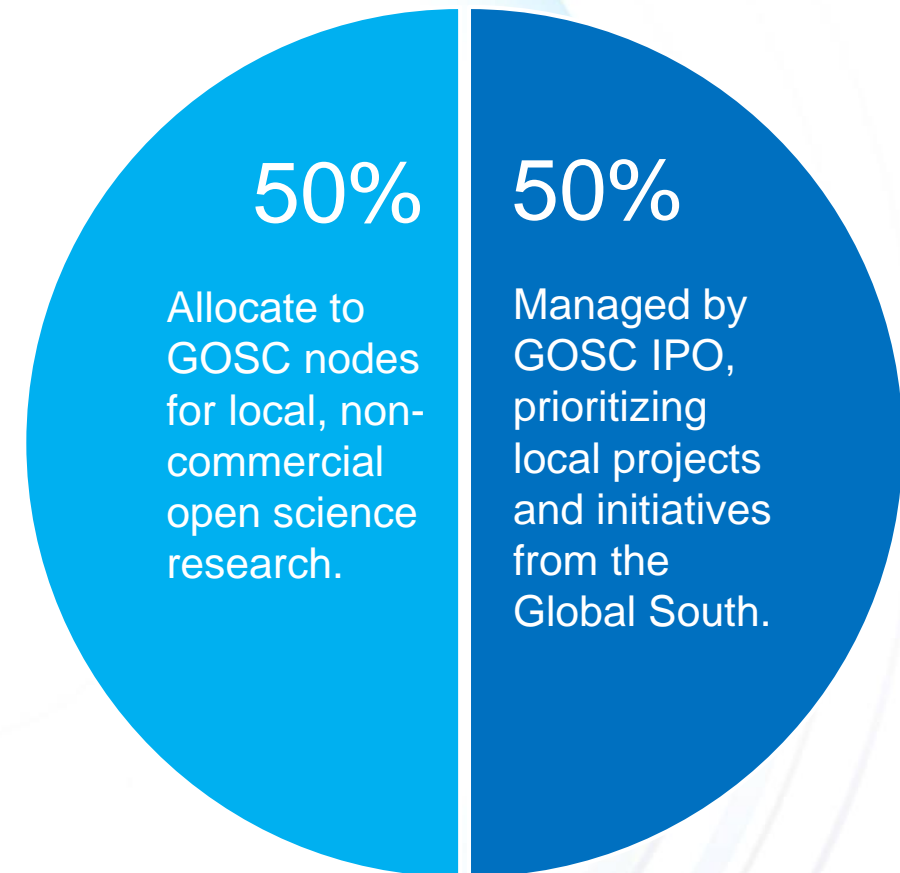 50%
Allocate to
GOSC nodes
for local, non-
commercial
open science
research.
50%
Managed by
GOSC IPO,
prioritizing
local projects
and initiatives
from the
Global South.